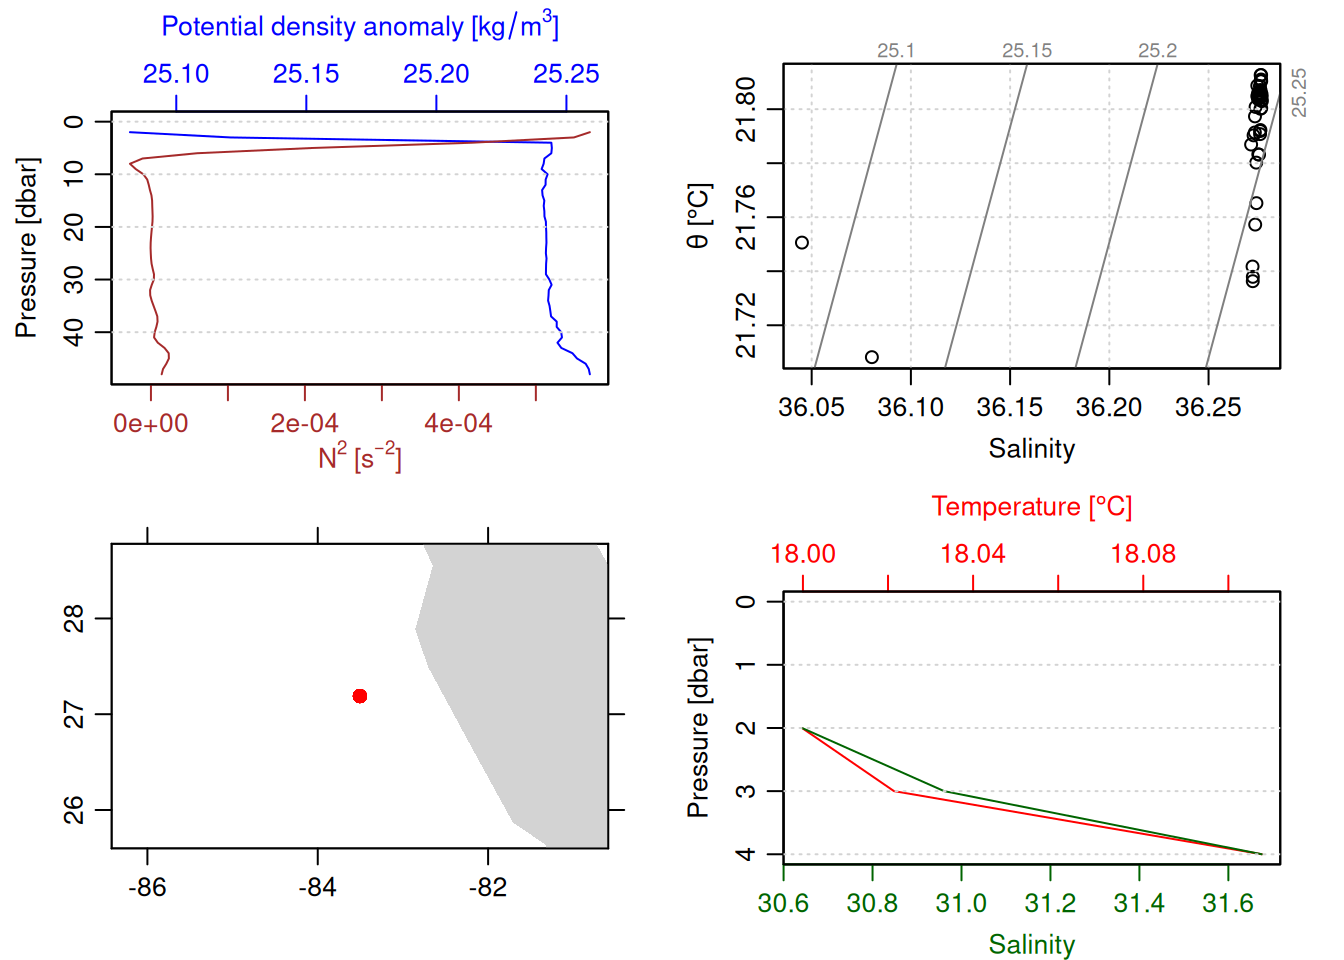 Potential density anomaly [kg/m³]
25.10 25.15 25.20 25.25
Pressure [dbar]
0 10 20 30 40
0e+00 2e-04 4e-04
N² [s⁻²]
25.1 25.15 25.2
25.25
θ [°C]
21.72 21.76 21.80
36.05 36.10 36.15 36.20 36.25
Salinity
26 27 28
-86 -84 -82
Temperature [°C]
18.00 18.04 18.08
Pressure [dbar]
0 1 2 3 4
30.6 30.8 31.0 31.2 31.4 31.6
Salinity